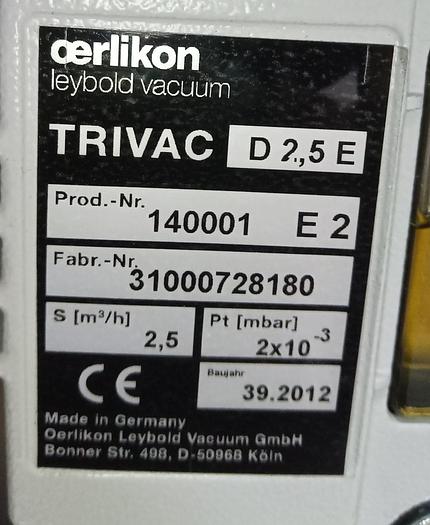 œrlikon
leybold vacuum
TRIVAC D 2,5 E
Prod.-Nr. 140001 E 2
Fabr.-Nr. 31000728180
S [m³/h] 2,5
Pt [mbar] 2x10⁻³
CE
Baujahr 39.2012
Made in Germany
Oerlikon Leybold Vacuum GmbH
Bonner Str. 498, D-50968 Köln